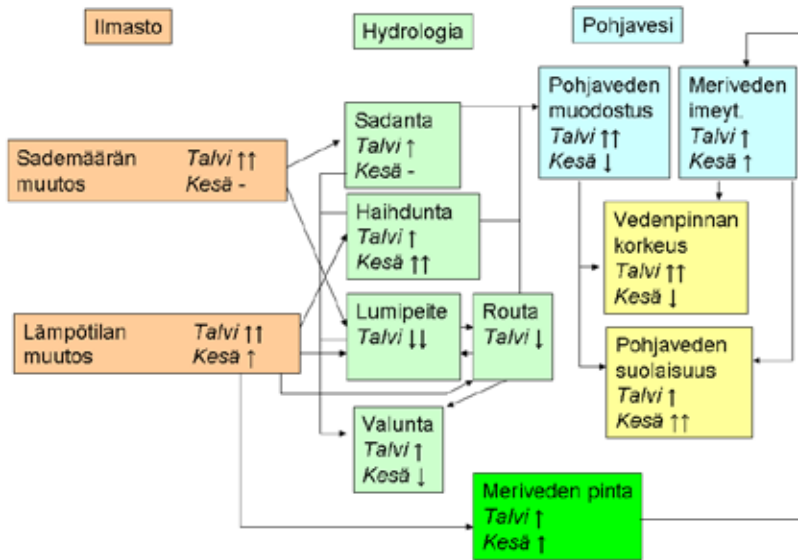 Ilmasto
Hydrologia
Pohjavesi
Sademäärän Talvi ↑↑
muutos Kesä -
Lämpötilan Talvi ↑↑
muutos Kesä ↑
Sadanta
Talvi ↑
Kesä -
Haihdunta
Talvi ↑
Kesä ↑↑
Lumipeite
Talvi ↓↓
Routa
Talvi ↓
Valunta
Talvi ↑
Kesä ↓
Pohjaveden
muodostus
Talvi ↑↑
Kesä ↓
Meriveden
imeyt.
Talvi ↑
Kesä ↑
Vedenpinnan
korkeus
Talvi ↑↑
Kesä ↓
Pohjaveden
suolaisuus
Talvi ↑
Kesä ↑↑
Meriveden pinta
Talvi ↑
Kesä ↑